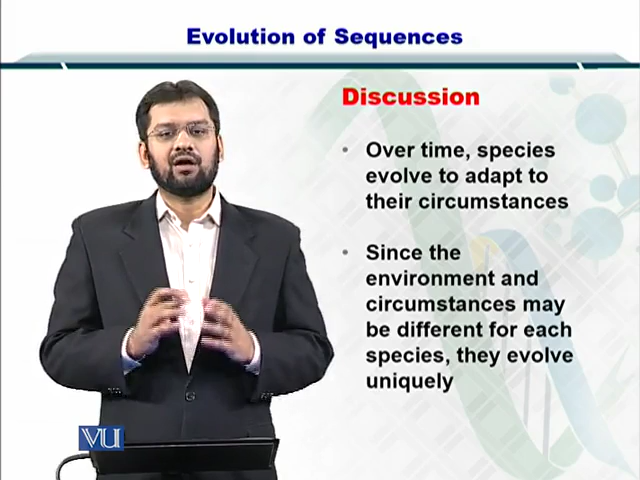 Evolution of Sequences
Discussion
• Over time, species
evolve to adapt to
their circumstances
• Since the
environment and
circumstances may
be different for each
species, they evolve
uniquely
VU